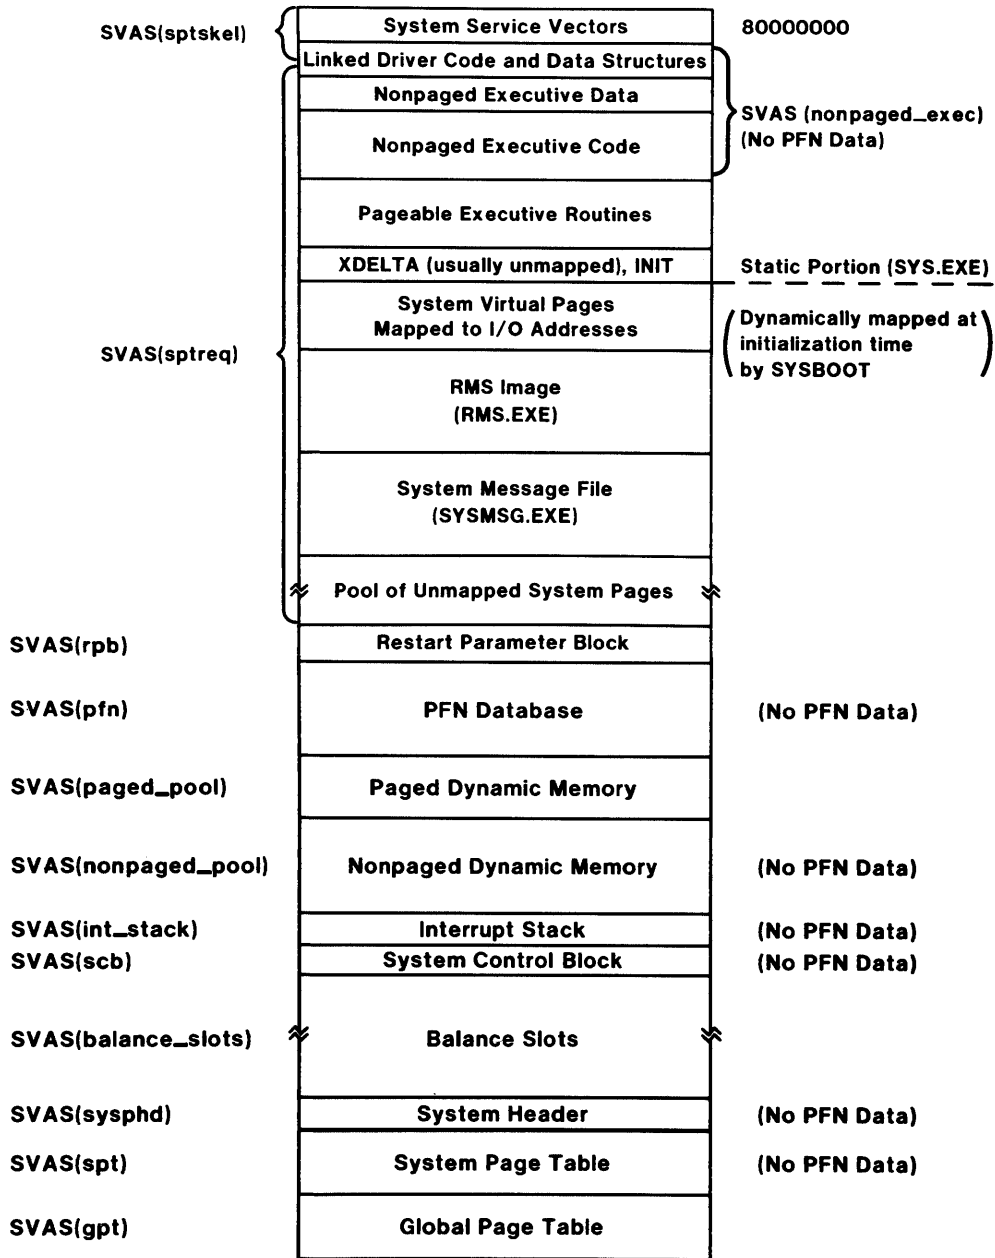 SVAS(sptskel)
System Service Vectors
80000000
Linked Driver Code and Data Structures
Nonpaged Executive Data
Nonpaged Executive Code
SVAS (nonpaged_exec)
(No PFN Data)
Pageable Executive Routines
XDELTA (usually unmapped), INIT
Static Portion (SYS.EXE)
System Virtual Pages
Mapped to I/O Addresses
(Dynamically mapped at
initialization time
by SYSBOOT)
SVAS(sptreq)
RMS Image
(RMS.EXE)
System Message File
(SYSMSG.EXE)
Pool of Unmapped System Pages
SVAS(rpb)
Restart Parameter Block
SVAS(pfn)
PFN Database
(No PFN Data)
SVAS(paged_pool)
Paged Dynamic Memory
SVAS(nonpaged_pool)
Nonpaged Dynamic Memory
(No PFN Data)
SVAS(int_stack)
Interrupt Stack
(No PFN Data)
SVAS(scb)
System Control Block
(No PFN Data)
SVAS(balance_slots)
Balance Slots
SVAS(sysphd)
System Header
(No PFN Data)
SVAS(spt)
System Page Table
(No PFN Data)
SVAS(gpt)
Global Page Table